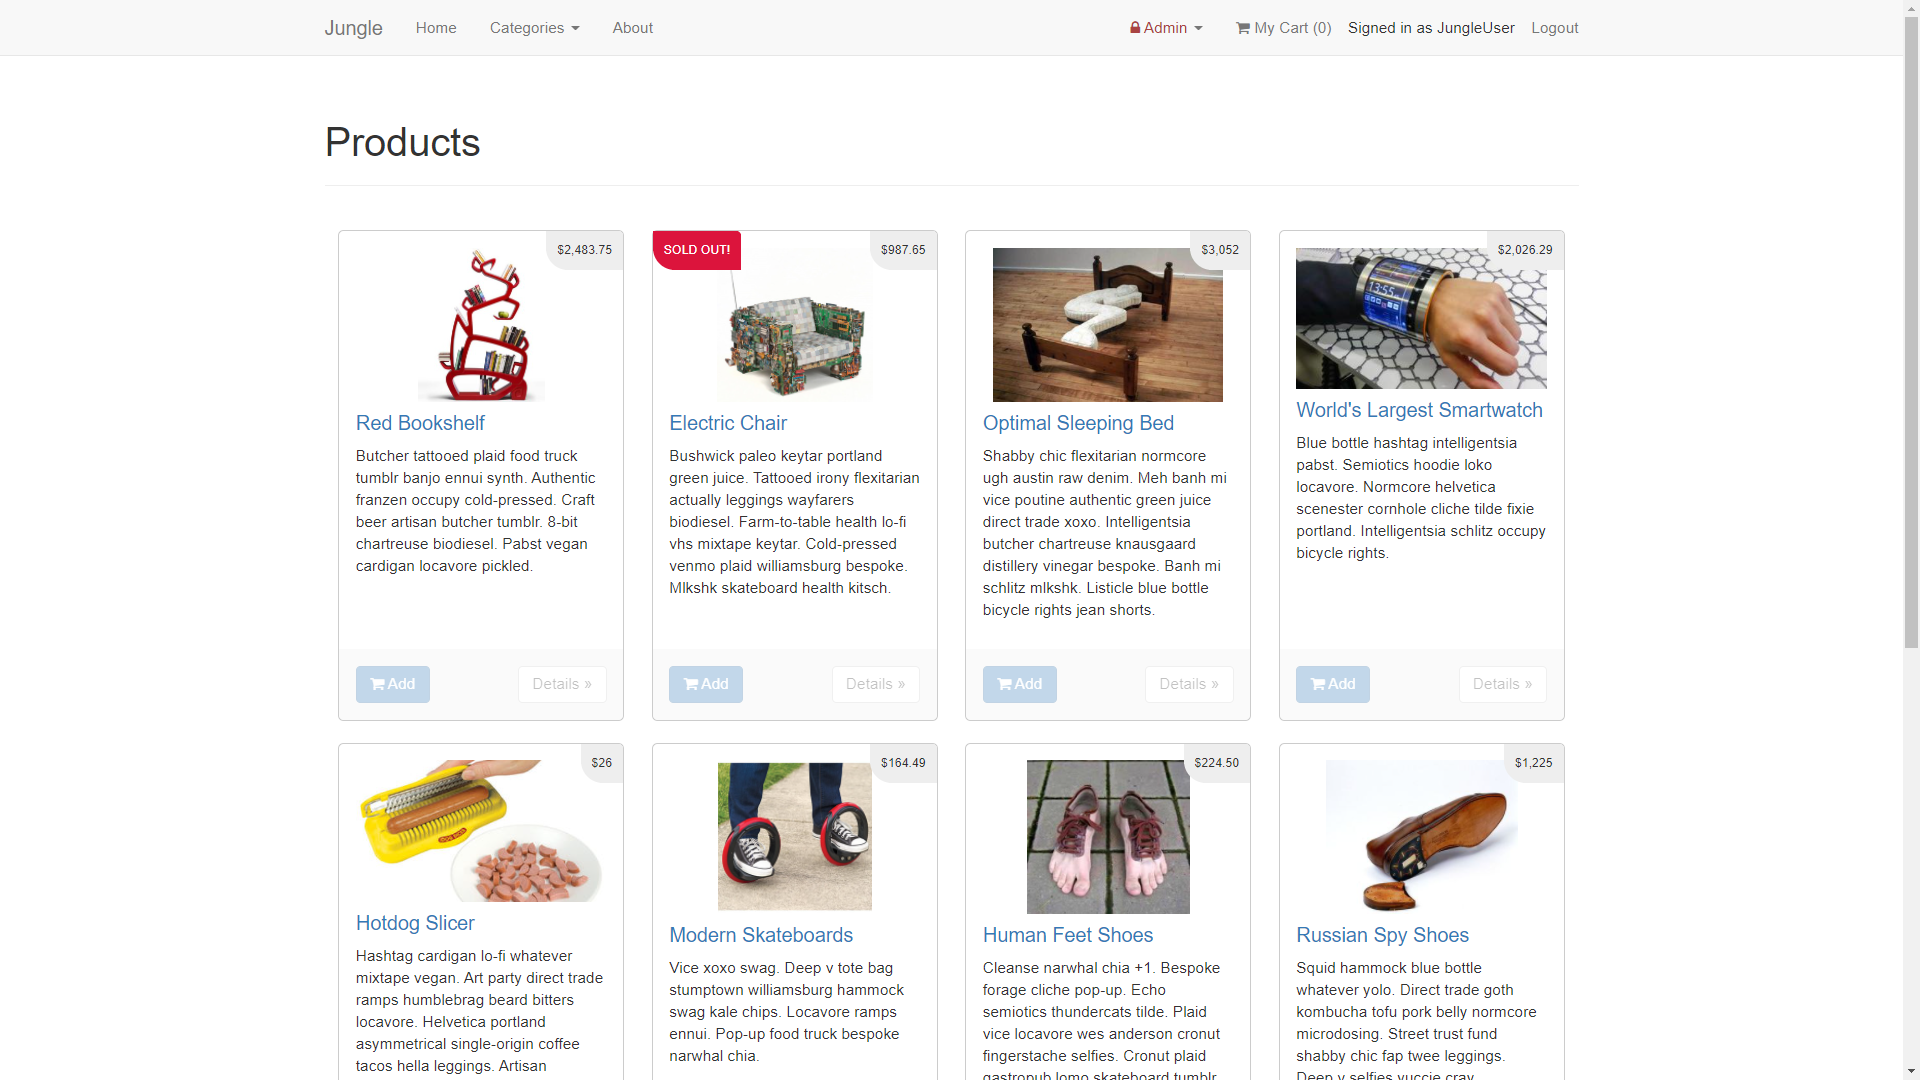 Jungle Home Categories About Admin My Cart (0) Signed in as JungleUser Logout
Products
$2,483.75
Red Bookshelf
Butcher tattooed plaid food truck
tumblr banjo ennui synth. Authentic
franzen occupy cold-pressed. Craft
beer artisan butcher tumblr. 8-bit
chartreuse biodiesel. Pabst vegan
cardigan locavore pickled.
Add Details »
SOLD OUT! $987.65
Electric Chair
Bushwick paleo keytar portland
green juice. Tattooed irony flexitarian
actually leggings wayfarers
biodiesel. Farm-to-table health lo-fi
vhs mixtape keytar. Cold-pressed
venmo plaid williamsburg bespoke.
Mlkshk skateboard health kitsch.
Add Details »
$3,052
Optimal Sleeping Bed
Shabby chic flexitarian normcore
ugh austin raw denim. Meh banh mi
vice poutine authentic green juice
direct trade xoxo. Intelligentsia
butcher chartreuse knausgaard
distillery vinegar bespoke. Banh mi
schlitz mlkshk. Listicle blue bottle
bicycle rights jean shorts.
Add Details »
$2,026.29
13:55
World's Largest Smartwatch
Blue bottle hashtag intelligentsia
pabst. Semiotics hoodie loko
locavore. Normcore helvetica
scenester cornhole cliche tilde fixie
portland. Intelligentsia schlitz occupy
bicycle rights.
Add Details »
$26
Hotdog Slicer
Hashtag cardigan lo-fi whatever
mixtape vegan. Art party direct trade
ramps humblebrag beard bitters
locavore. Helvetica portland
asymmetrical single-origin coffee
tacos hella leggings. Artisan
$164.49
Modern Skateboards
Vice xoxo swag. Deep v tote bag
stumptown williamsburg hammock
swag kale chips. Locavore ramps
ennui. Pop-up food truck bespoke
narwhal chia.
$224.50
Human Feet Shoes
Cleanse narwhal chia +1. Bespoke
forage cliche pop-up. Echo
semiotics thundercats tilde. Plaid
vice locavore wes anderson cronut
fingerstache selfies. Cronut plaid
gastropub lomo skateboard tumblr
$1,225
Russian Spy Shoes
Squid hammock blue bottle
whatever yolo. Direct trade goth
kombucha tofu pork belly normcore
microdosing. Street trust fund
shabby chic fap twee leggings.
Deep v selfies yuccie cray